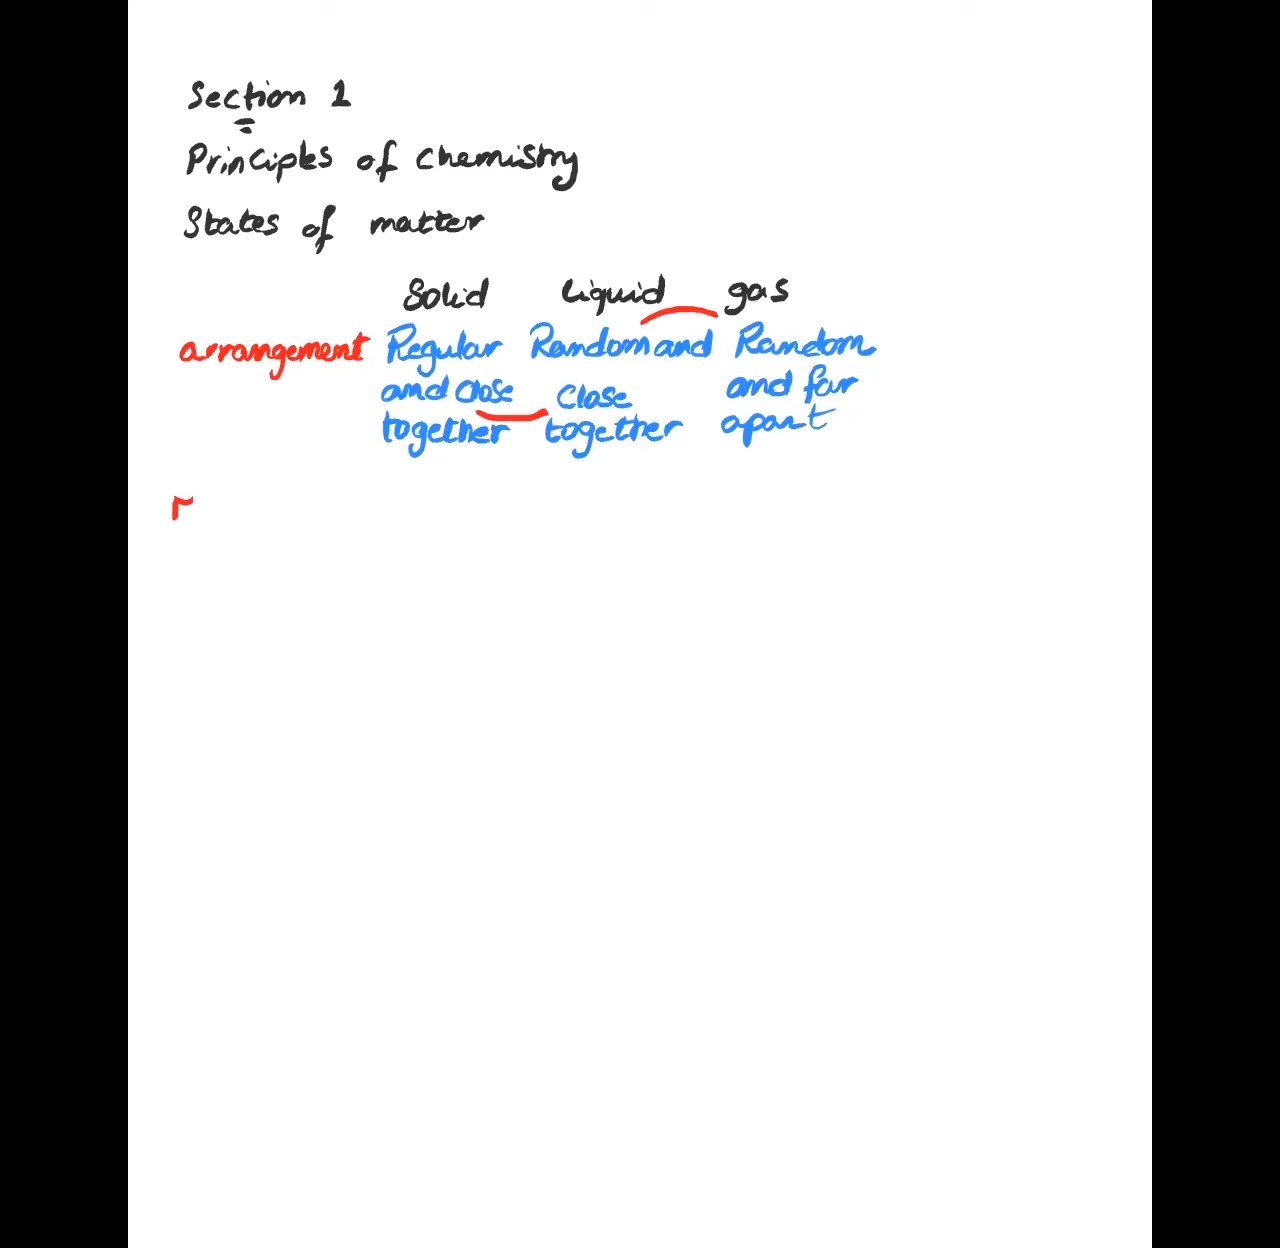 Section 1
Principles of chemistry
States of matter
Solid Liquid gas
arrangement Regular Random and Random
and close close and far
together together apart
r